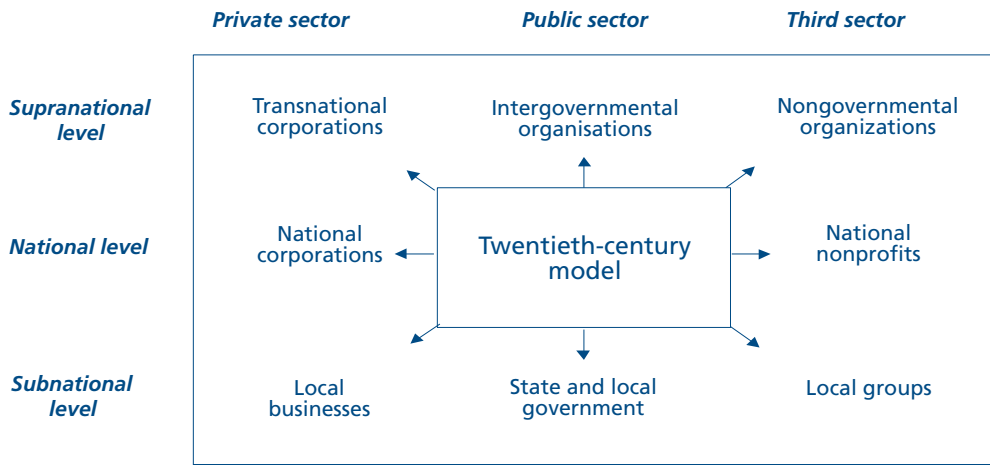 Private sector
Public sector
Third sector
Supranational
level
Transnational
corporations
Intergovernmental
organisations
Nongovernmental
organizations
National level
National
corporations
Twentieth-century
model
National
nonprofits
Subnational
level
Local
businesses
State and local
government
Local groups